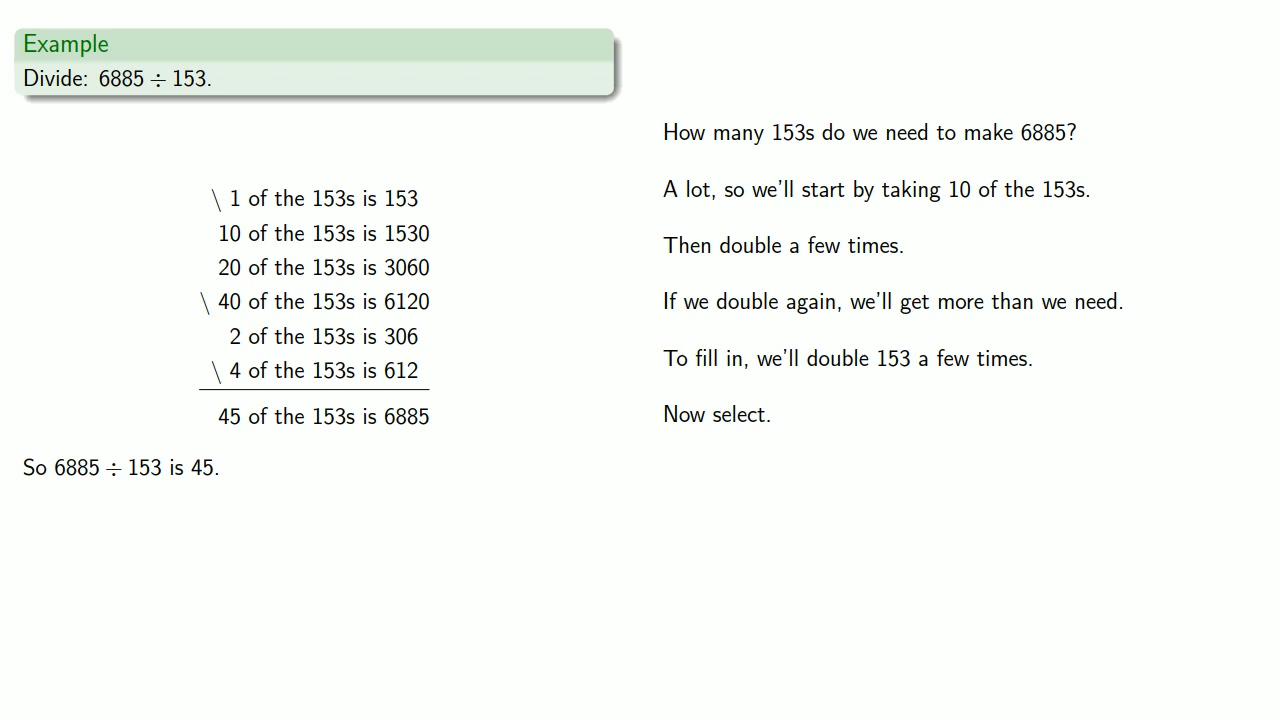 Example
Divide: 6885 ÷ 153.
How many 153s do we need to make 6885?
A lot, so we'll start by taking 10 of the 153s.
Then double a few times.
If we double again, we'll get more than we need.
To fill in, we'll double 153 a few times.
Now select.
\ 1 of the 153s is 153
10 of the 153s is 1530
20 of the 153s is 3060
\ 40 of the 153s is 6120
2 of the 153s is 306
\ 4 of the 153s is 612
45 of the 153s is 6885
So 6885 ÷ 153 is 45.